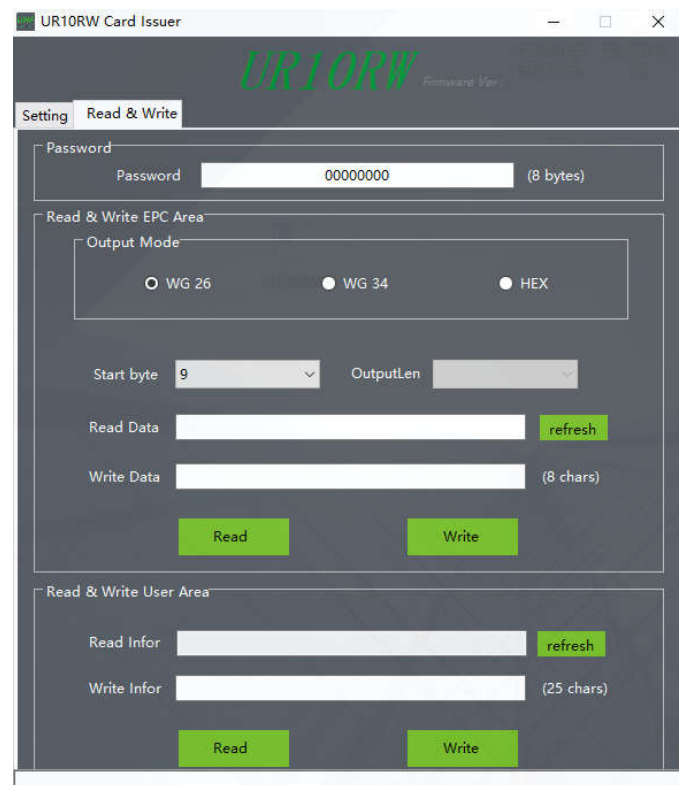 UR10RW Card Issuer
UR10RW Firmware Ver:
Setting Read & Write
Password
Password 00000000 (8 bytes)
Read & Write EPC Area
Output Mode
WG 26 WG 34 HEX
Start byte 9 OutputLen
Read Data refresh
Write Data (8 chars)
Read Write
Read & Write User Area
Read Infor refresh
Write Infor (25 chars)
Read Write